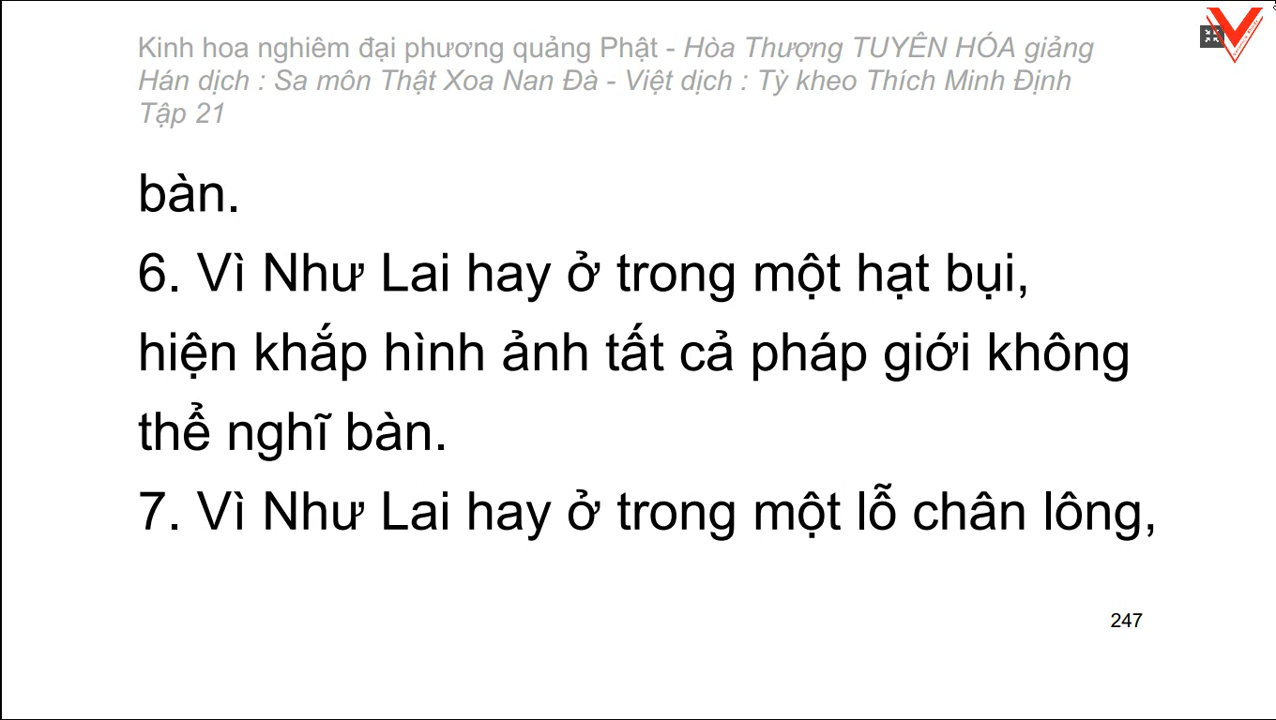 Kinh hoa nghiêm đại phương quảng Phật - Hòa Thượng TUYÊN HÓA giảng
Hán dịch : Sa môn Thật Xoa Nan Đà - Việt dịch : Tỳ kheo Thích Minh Định
Tập 21
bàn.
6. Vì Như Lai hay ở trong một hạt bụi,
hiện khắp hình ảnh tất cả pháp giới không
thể nghĩ bàn.
7. Vì Như Lai hay ở trong một lỗ chân lông,
247